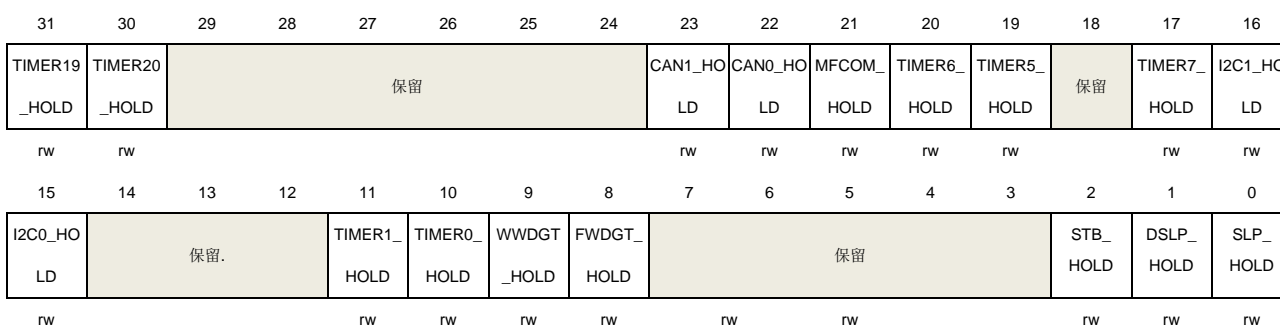 31 30 29 28 27 26 25 24 23 22 21 20 19 18 17 16
TIMER19 TIMER20 保留 CAN1_HO CAN0_HO MFCOM_ TIMER6_ TIMER5_ 保留 TIMER7_ I2C1_HO
_HOLD _HOLD LD LD HOLD HOLD HOLD HOLD LD
rw rw rw rw rw rw rw rw rw
15 14 13 12 11 10 9 8 7 6 5 4 3 2 1 0
I2C0_HO 保留. TIMER1_ TIMER0_ WWDGT FWDGT_ 保留 STB_ DSLP_ SLP_
LD HOLD HOLD _HOLD HOLD HOLD HOLD HOLD
rw rw rw rw rw rw rw rw rw rw